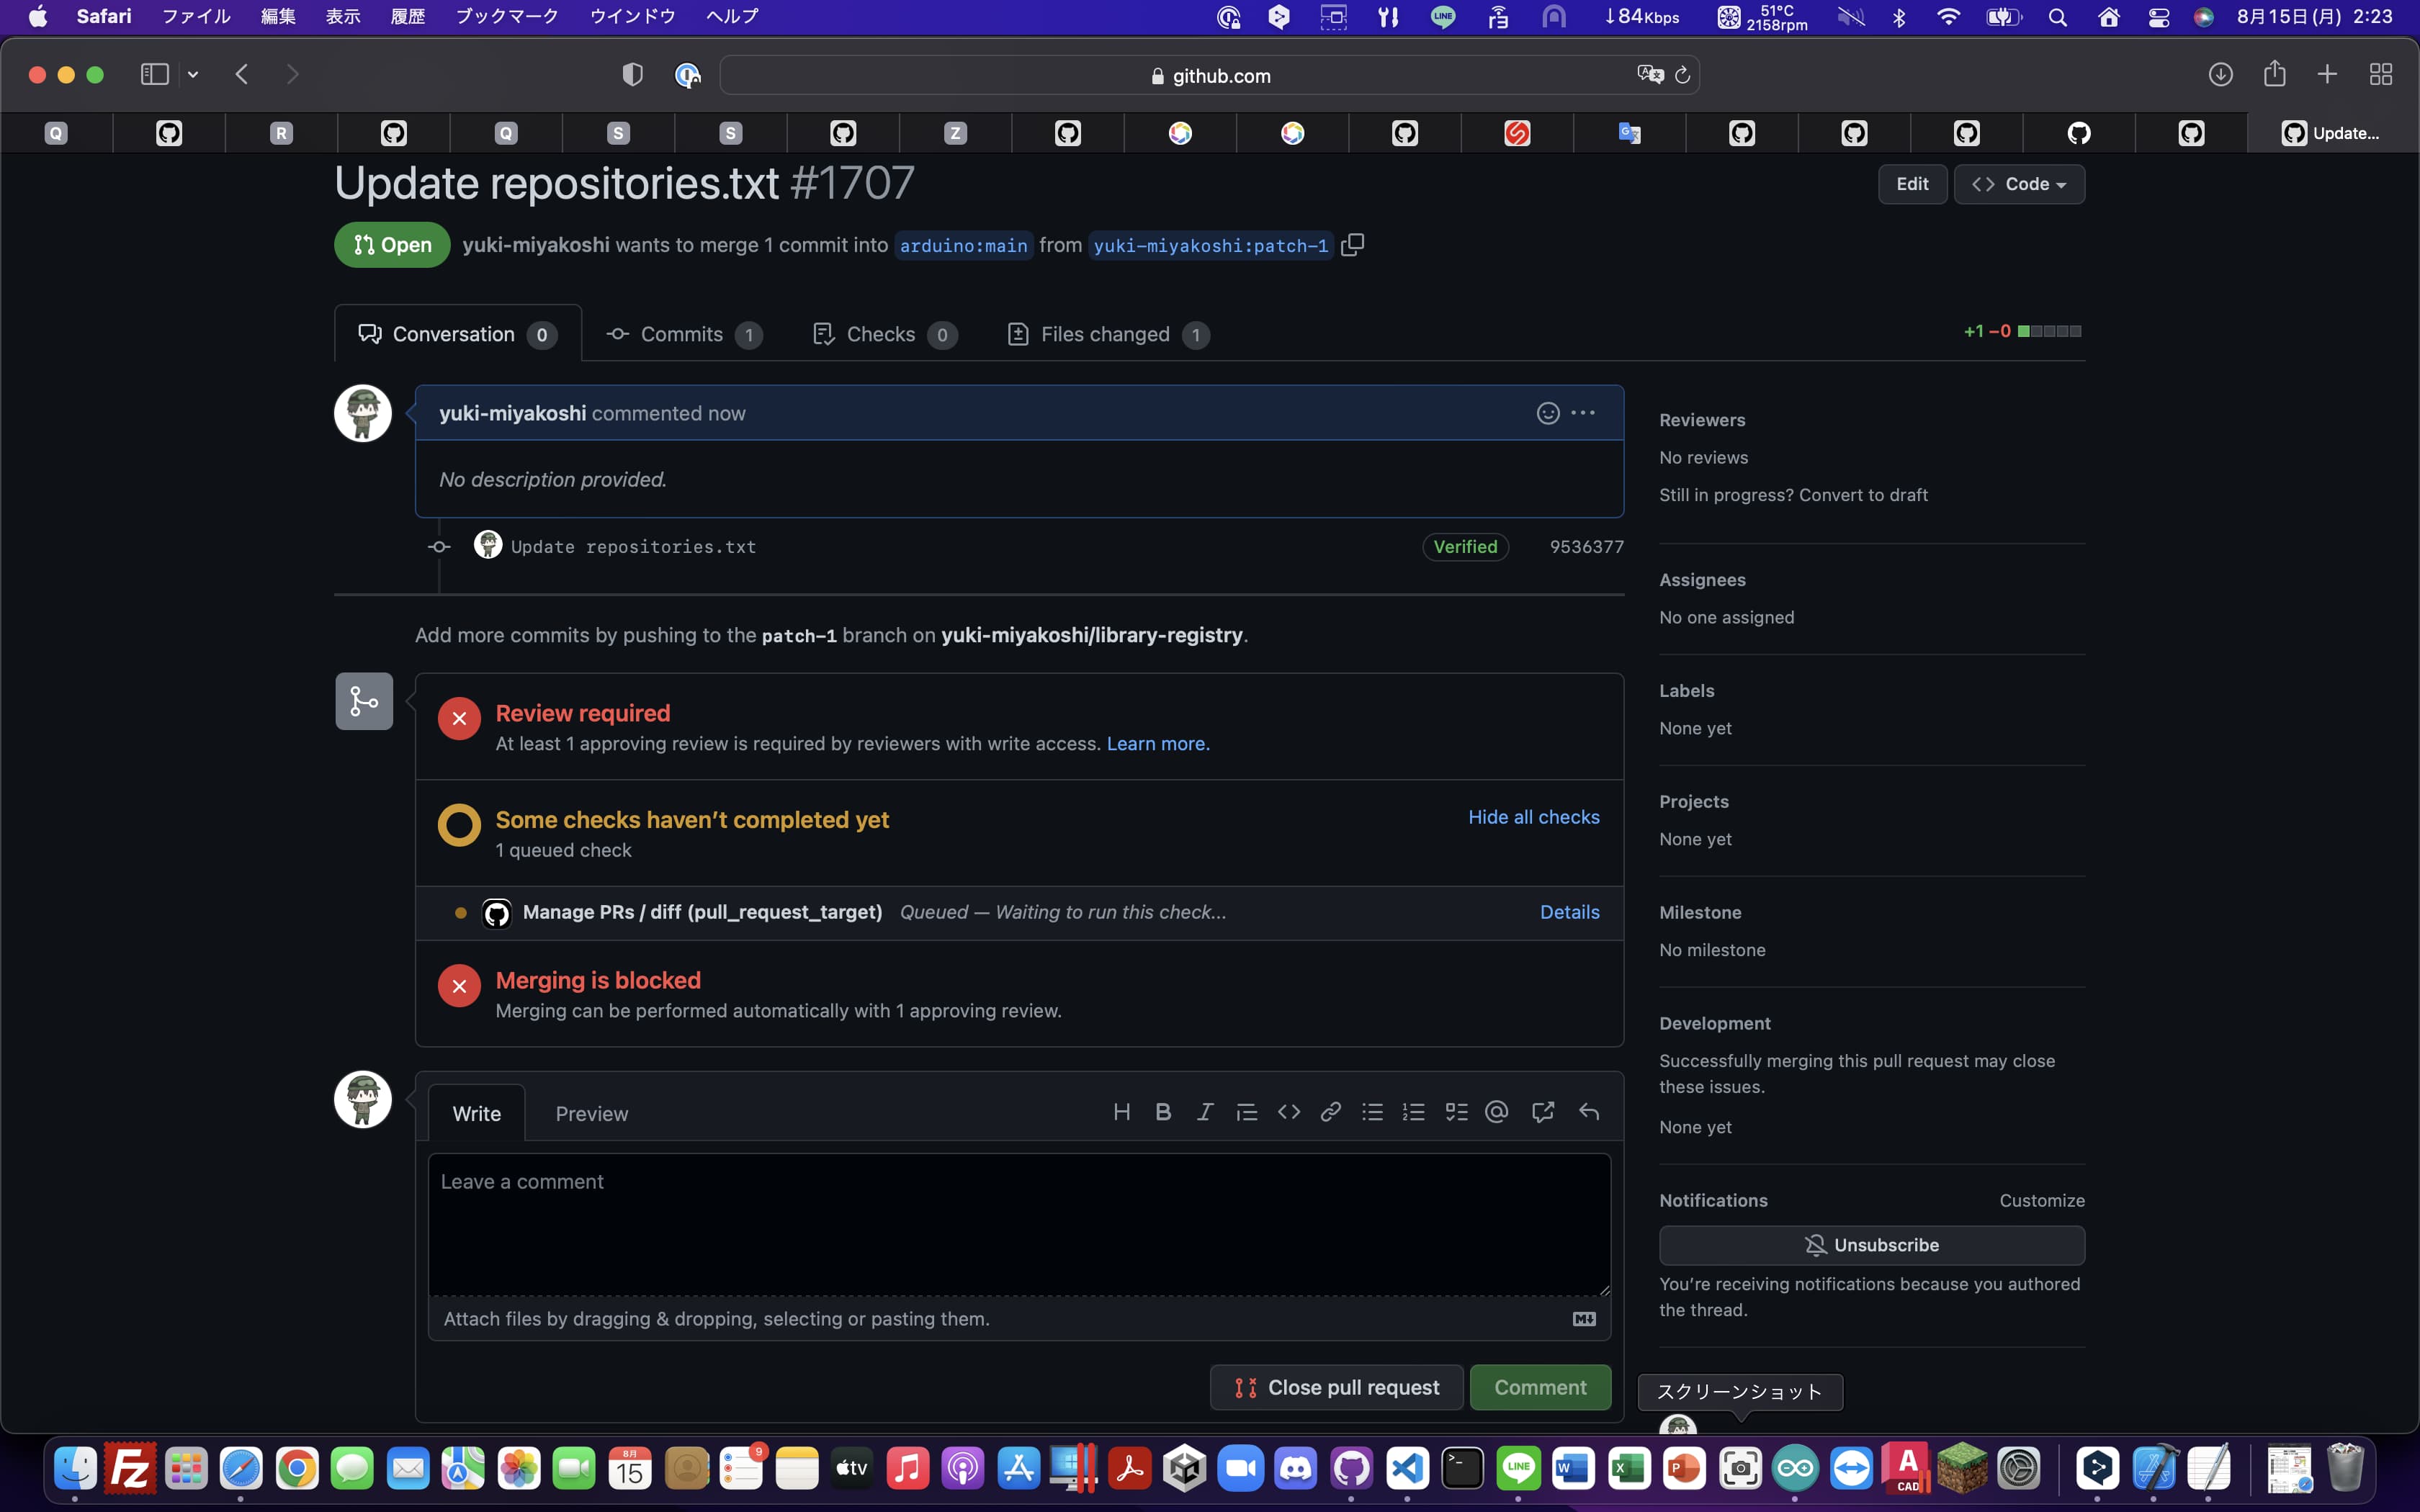 Safari ファイル 編集 表示 履歴 ブックマーク ウインドウ ヘルプ LINE ↓84Kbps 51°C 2158rpm 8月15日(月) 2:23
github.com
Q R Q S S Z Update...
Update repositories.txt #1707
Edit Code
Open yuki-miyakoshi wants to merge 1 commit into arduino:main from yuki-miyakoshi:patch-1
Conversation 0 Commits 1 Checks 0 Files changed 1 +1 −0
yuki-miyakoshi commented now
No description provided.
Update repositories.txt Verified 9536377
Add more commits by pushing to the patch-1 branch on yuki-miyakoshi/library-registry.
Review required
At least 1 approving review is required by reviewers with write access. Learn more.
Some checks haven’t completed yet Hide all checks
1 queued check
Manage PRs / diff (pull_request_target) Queued — Waiting to run this check... Details
Merging is blocked
Merging can be performed automatically with 1 approving review.
Write Preview
Leave a comment
Attach files by dragging & dropping, selecting or pasting them.
Close pull request Comment
Reviewers
No reviews
Still in progress? Convert to draft
Assignees
No one assigned
Labels
None yet
Projects
None yet
Milestone
No milestone
Development
Successfully merging this pull request may close
these issues.
None yet
Notifications Customize
Unsubscribe
You’re receiving notifications because you authored
the thread.
スクリーンショット
Fz 8月 15 9 tv LINE W X P A CAD